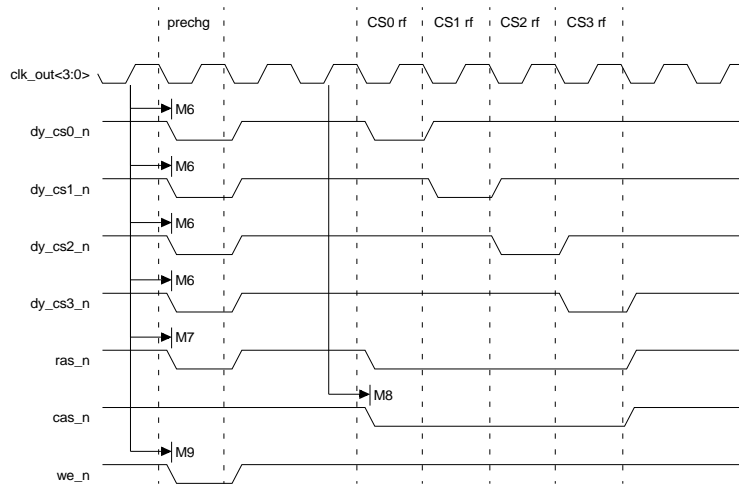 prechg CS0 rf CS1 rf CS2 rf CS3 rf
clk_out<3:0>
M6
dy_cs0_n
M6
dy_cs1_n
M6
dy_cs2_n
M6
dy_cs3_n
M7
ras_n
M8
cas_n
M9
we_n